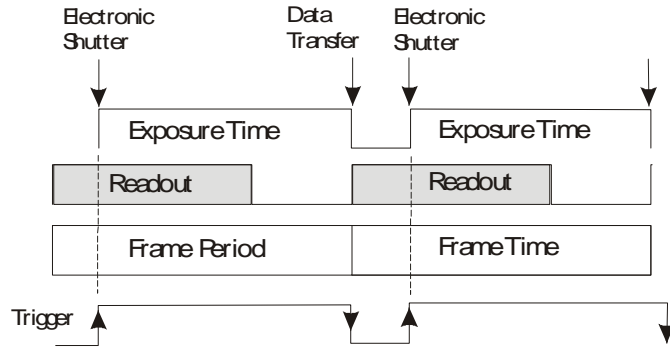 Electronic
Shutter
Data
Transfer
Electronic
Shutter
Exposure Time
Exposure Time
Readout
Readout
Frame Period
Frame Time
Trigger